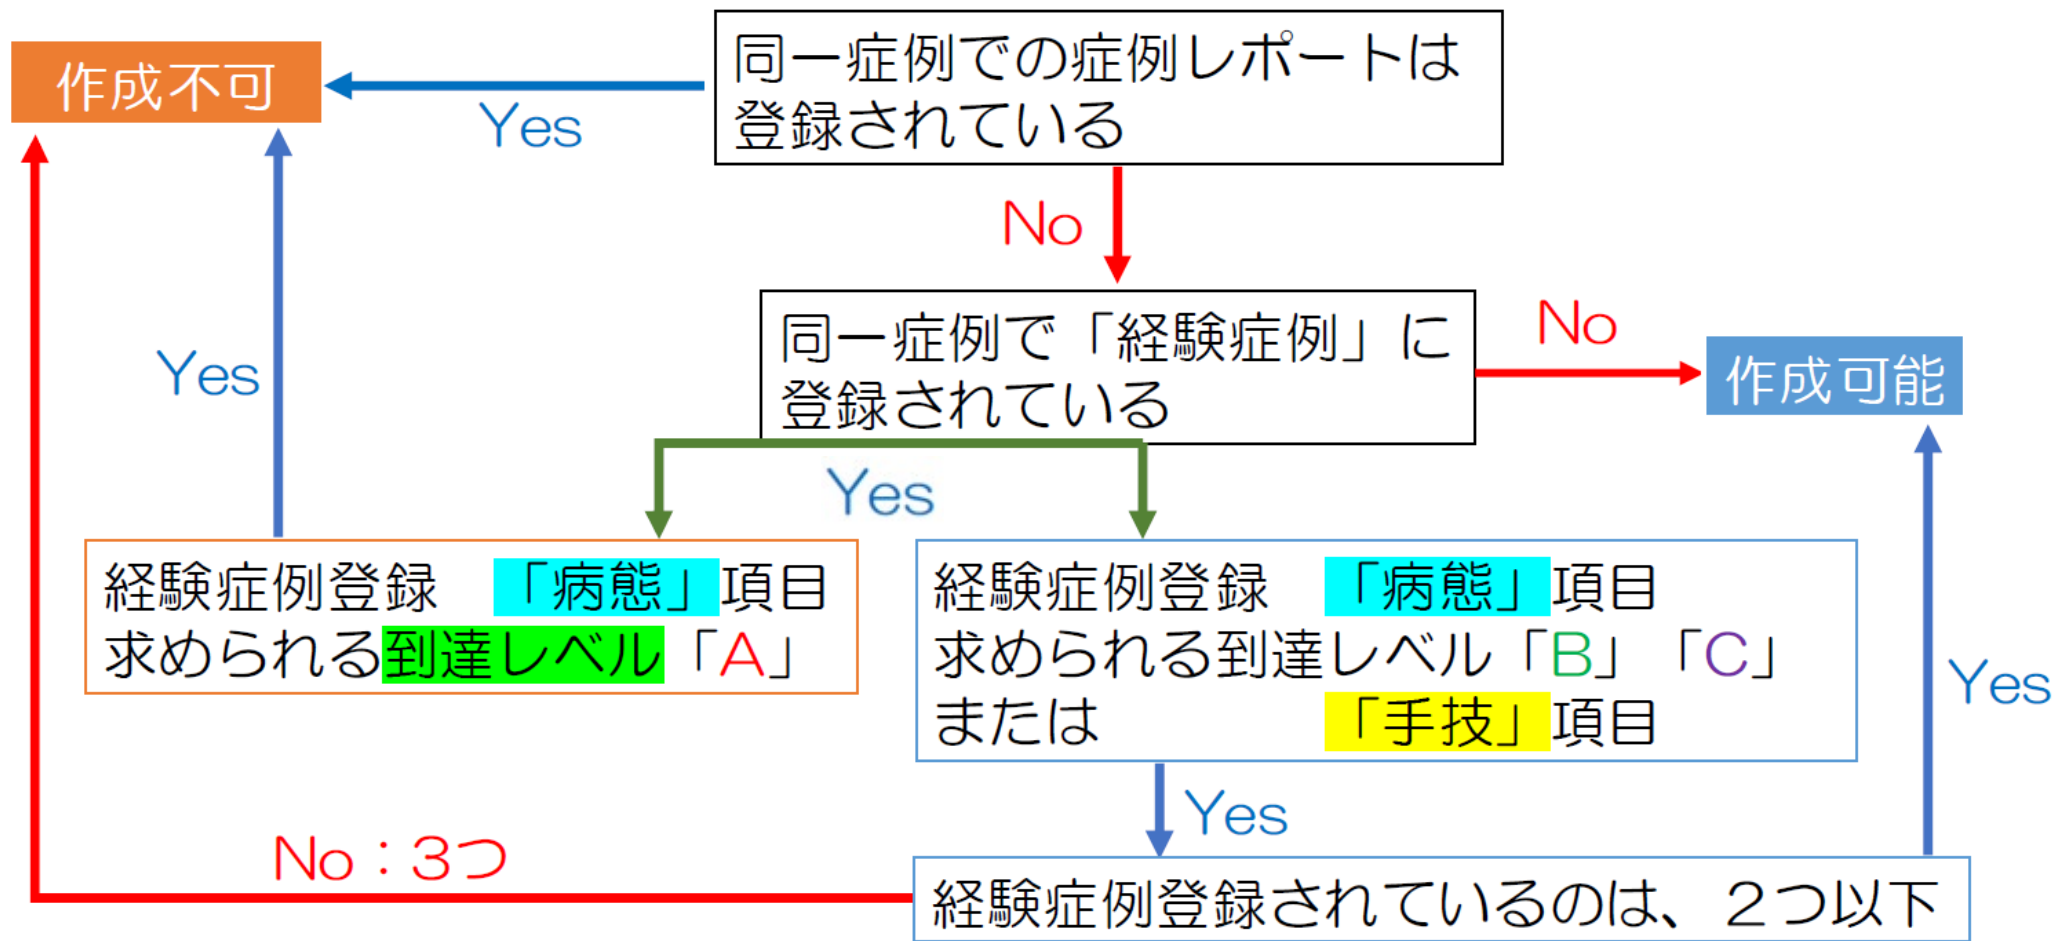 同一症例での症例レポートは
登録されている
作成不可
Yes
No
同一症例で「経験症例」に
登録されている
No
作成可能
Yes
Yes
経験症例登録　「病態」項目
求められる到達レベル「A」
経験症例登録　「病態」項目
求められる到達レベル「B」「C」
または　　　　「手技」項目
Yes
Yes
No：3つ
経験症例登録されているのは、２つ以下